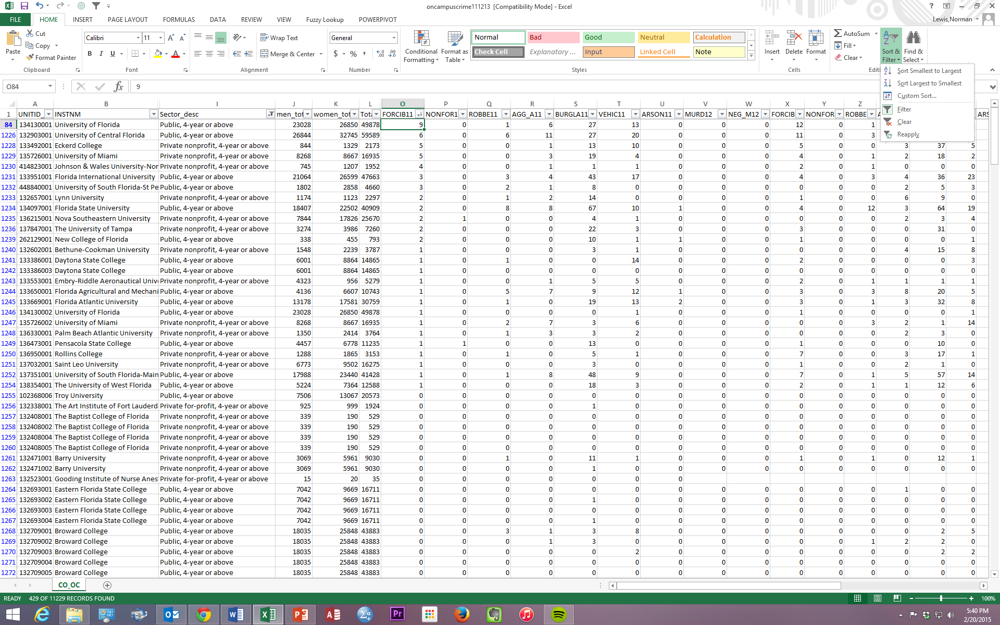 oncampuscrime111213 [Compatibility Mode] - Excel
FILE HOME INSERT PAGE LAYOUT FORMULAS DATA REVIEW VIEW Fuzzy Lookup POWERPIVOT Lewis,Norman
Paste Cut Copy Format Painter Clipboard
Calibri 11 B I U Font
Wrap Text Merge & Center Alignment
General $ % , Number
Conditional Formatting Format as Table
Normal Bad Good Neutral Calculation
Check Cell Explanatory ... Input Linked Cell Note
Styles
Insert Delete Format Cells
AutoSum Fill Clear Sort & Filter Find & Select Editi
Sort Smallest to Largest
Sort Largest to Smallest
Custom Sort...
Filter
Clear
Reapply
O84 fx 9
A B I J K L O P Q R S T U V W X Y Z
1 UNITID_ INSTNM Sector_desc men_tot women_tot Tota FORCIB11 NONFOR1 ROBBE11 AGG_A11 BURGLA11 VEHIC11 ARSON11 MURD12 NEG_M12 FORCIB NONFOR ROBBE A ARS
84 134130001 University of Florida Public, 4-year or above 23028 26850 49878 9 0 1 6 27 13 0 0 0 12 0 1
1226 132903001 University of Central Florida Public, 4-year or above 26844 32745 59589 6 0 6 11 27 20 0 0 0 11 0 3
1228 133492001 Eckerd College Private nonprofit, 4-year or above 844 1329 2173 5 0 0 1 13 10 0 0 0 5 0 0 3 37 5
1229 135726001 University of Miami Private nonprofit, 4-year or above 8268 8667 16935 5 0 0 3 19 4 0 0 0 4 0 1 2 18 2
1230 414823001 Johnson & Wales University-Nor Private nonprofit, 4-year or above 745 1207 1952 4 0 0 1 1 1 0 0 0 2 0 1 0 0 0
1231 133951001 Florida International University Public, 4-year or above 21064 26599 47663 3 0 3 4 43 17 0 0 0 4 0 3 4 36 23
1232 448840001 University of South Florida-St Pe Public, 4-year or above 1802 2858 4660 3 0 2 1 8 0 0 0 0 0 0 0 2 5 3
1233 132657001 Lynn University Private nonprofit, 4-year or above 1174 1123 2297 2 0 1 2 14 0 0 0 0 1 0 0 6 9 0
1234 134097001 Florida State University Public, 4-year or above 18407 22502 40909 2 0 8 8 67 10 1 0 0 4 0 12 3 64 19
1235 136215001 Nova Southeastern University Private nonprofit, 4-year or above 7844 17826 25670 2 1 0 0 4 1 0 0 0 0 0 0 2 3 4
1236 137847001 The University of Tampa Private nonprofit, 4-year or above 3274 3986 7260 2 0 0 0 22 3 0 0 0 3 0 0 0 31 0
1239 262129001 New College of Florida Public, 4-year or above 338 455 793 2 0 0 0 10 1 1 0 0 1 0 0 0 0 1
1240 132602001 Bethune-Cookman University Private nonprofit, 4-year or above 1548 2239 3787 1 0 0 0 3 1 0 0 0 0 0 0 4 15 8
1241 133386001 Daytona State College Public, 4-year or above 6001 8864 14865 1 0 1 0 0 14 0 0 0 2 0 0 0 0 3
1242 133386003 Daytona State College Public, 4-year or above 6001 8864 14865 1 0 0 0 0 0 0 0 0 0 0 0 0 0 0
1243 133553001 Embry-Riddle Aeronautical Univ Private nonprofit, 4-year or above 4323 956 5279 1 0 0 1 5 5 0 0 0 2 0 1 1 1 1
1244 133650001 Florida Agricultural and Mechani Public, 4-year or above 4136 6607 10743 1 0 5 7 9 12 1 0 0 3 0 3 8 20 5
1245 133669001 Florida Atlantic University Public, 4-year or above 13178 17581 30759 1 0 1 0 19 13 2 0 0 3 0 1 3 32 8
1246 134130002 University of Florida Public, 4-year or above 23028 26850 49878 1 0 0 0 0 1 0 0 0 1 0 0 0 0 1
1247 135726002 University of Miami Private nonprofit, 4-year or above 8268 8667 16935 1 0 2 7 3 6 0 0 0 0 0 3 2 1 14
1248 136330001 Palm Beach Atlantic University Private nonprofit, 4-year or above 1350 2414 3764 1 0 1 3 3 2 0 0 0 0 0 0 2 3 0
1249 136473001 Pensacola State College Public, 4-year or above 4457 6778 11235 1 1 0 0 13 0 0 0 0 1 0 0 0 10 0
1250 136950001 Rollins College Private nonprofit, 4-year or above 1288 1865 3153 1 0 1 0 5 1 0 0 0 7 0 0 3 17 1
1251 137032001 Saint Leo University Private nonprofit, 4-year or above 6773 9502 16275 1 0 0 0 3 0 0 0 0 1 0 0 2 1 0
1252 137351001 University of South Florida-Main Public, 4-year or above 17988 23440 41428 1 0 1 8 48 9 0 0 0 7 0 1 5 57 14
1254 138354001 The University of West Florida Public, 4-year or above 5224 7364 12588 1 0 0 0 18 3 0 0 0 2 0 1 1 12 6
1255 102368006 Troy University Public, 4-year or above 7506 13067 20573 0 0 0 0 0 0 0 0 0 0 0 0 0 0 0
1256 132338001 The Art Institute of Fort Lauderd Private for-profit, 4-year or above 925 999 1924 0 0 0 0 1 0 0 0 0 0 0 0 0 0 0
1257 132408001 The Baptist College of Florida Private nonprofit, 4-year or above 339 190 529 0 0 0 0 0 0 0 0 0 0 0 0 0 0 0
1258 132408002 The Baptist College of Florida Private nonprofit, 4-year or above 339 190 529 0 0 0 0 0 0 0 0 0 0 0 0 0 0 0
1259 132408004 The Baptist College of Florida Private nonprofit, 4-year or above 339 190 529 0 0 0 0 0 0 0 0 0 0 0 0 0 0 0
1260 132408005 The Baptist College of Florida Private nonprofit, 4-year or above 339 190 529 0 0 0 0 0 0 0 0 0 0 0 0 0 0 0
1261 132471001 Barry University Private nonprofit, 4-year or above 3069 5961 9030 0 0 1 0 11 1 0 0 0 1 0 1 0 12 1
1262 132471002 Barry University Private nonprofit, 4-year or above 3069 5961 9030 0 0 0 0 1 0 0 0 0 0 0 0 0 0 0
1263 132523001 Gooding Institute of Nurse Anes Private for-profit, 4-year or above 15 20 35 0 0 0 0 0 0 0
1264 132693001 Eastern Florida State College Public, 4-year or above 7042 9669 16711 0 0 0 0 0 0 0 0 0 0 0 0 1 0 0
1265 132693002 Eastern Florida State College Public, 4-year or above 7042 9669 16711 0 0 0 0 1 0 0 0 0 0 0 0 0 0 0
1266 132693003 Eastern Florida State College Public, 4-year or above 7042 9669 16711 0 0 0 0 0 0 0 0 0 0 0 0 0 0 0
1267 132693004 Eastern Florida State College Public, 4-year or above 7042 9669 16711 0 0 0 0 1 0 0 0 0 0 0 0 0 0 0
1268 132709001 Broward College Public, 4-year or above 18035 25848 43883 0 0 3 1 3 8 0 0 0 0 0 0 0 2 5
1269 132709002 Broward College Public, 4-year or above 18035 25848 43883 0 0 0 1 3 0 0 0 0 0 0 1 2 2 0
1270 132709003 Broward College Public, 4-year or above 18035 25848 43883 0 0 0 0 0 2 0 0 0 0 0 0 0 2 2
1271 132709004 Broward College Public, 4-year or above 18035 25848 43883 0 0 0 0 0 0 0 0 0 0 0 0 0 0 0
1272 132709005 Broward College Public, 4-year or above 18035 25848 43883 0 0 0 0 0 0 0 0 0 0 0 0 0 0 0
CO_OC
READY 429 OF 11229 RECORDS FOUND 100%
5:40 PM
2/20/2015